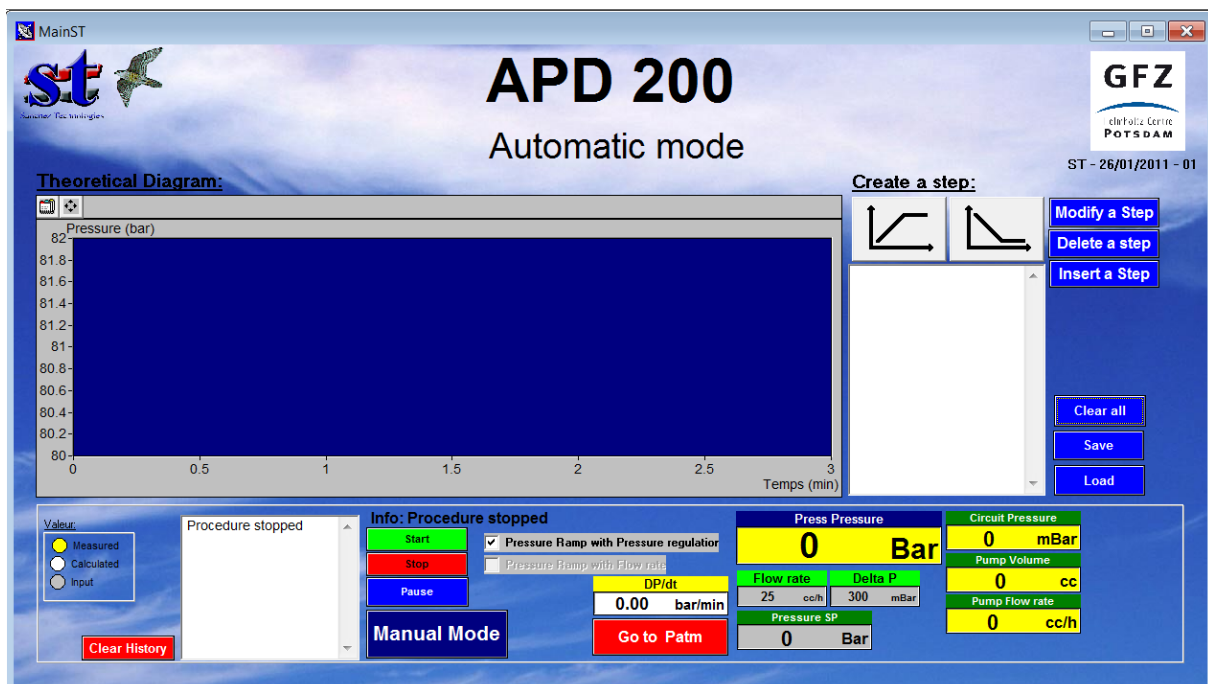 MainST
st
APD 200
Automatic mode
GFZ
POTSDAM
ST - 26/01/2011 - 01
Theoretical Diagram:
Create a step:
Pressure (bar)
82
81.8
81.6
81.4
81.2
81
80.8
80.6
80.4
80.2
80
0 0.5 1 1.5 2 2.5 3
Temps (min)
Modify a Step
Delete a step
Insert a Step
Clear all
Save
Load
Valeur:
Measured
Calculated
Input
Clear History
Procedure stopped
Info: Procedure stopped
Start
Stop
Pause
Manual Mode
Pressure Ramp with Pressure regulation
Pressure Ramp with Flow rate
DP/dt
0.00 bar/min
Go to Patm
Press Pressure
0 Bar
Flow rate
25 cc/h
Delta P
300 mBar
Pressure SP
0 Bar
Circuit Pressure
0 mBar
Pump Volume
0 cc
Pump Flow rate
0 cc/h